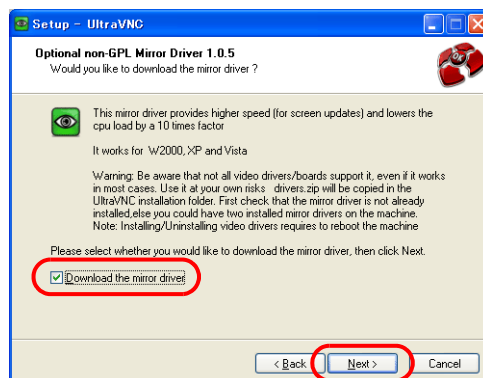 Setup - UltraVNC
Optional non-GPL Mirror Driver 1.0.5
Would you like to download the mirror driver ?
This mirror driver provides higher speed (for screen updates) and lowers the
cpu load by a 10 times factor
It works for W2000, XP and Vista
Warning: Be aware that not all video drivers/boards support it, even if it works
in most cases. Use it at your own risks drivers.zip will be copied in the
UltraVNC installation folder. First check that the mirror driver is not already
installed,else you could have two installed mirror drivers on the machine.
Note: Installing/Uninstalling video drivers requires to reboot the machine
Please select whether you would like to download the mirror driver, then click Next.
Download the mirror driver
< Back
Next >
Cancel